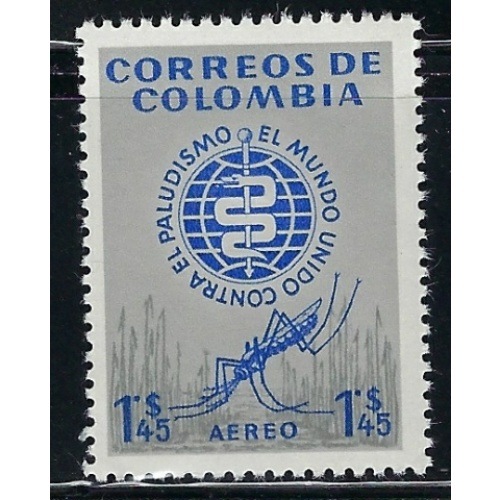 CORREOS DE
COLOMBIA
EL MUNDO UNIDO CONTRA EL PALUDISMO
1'$ 45
AEREO
1'$ 45